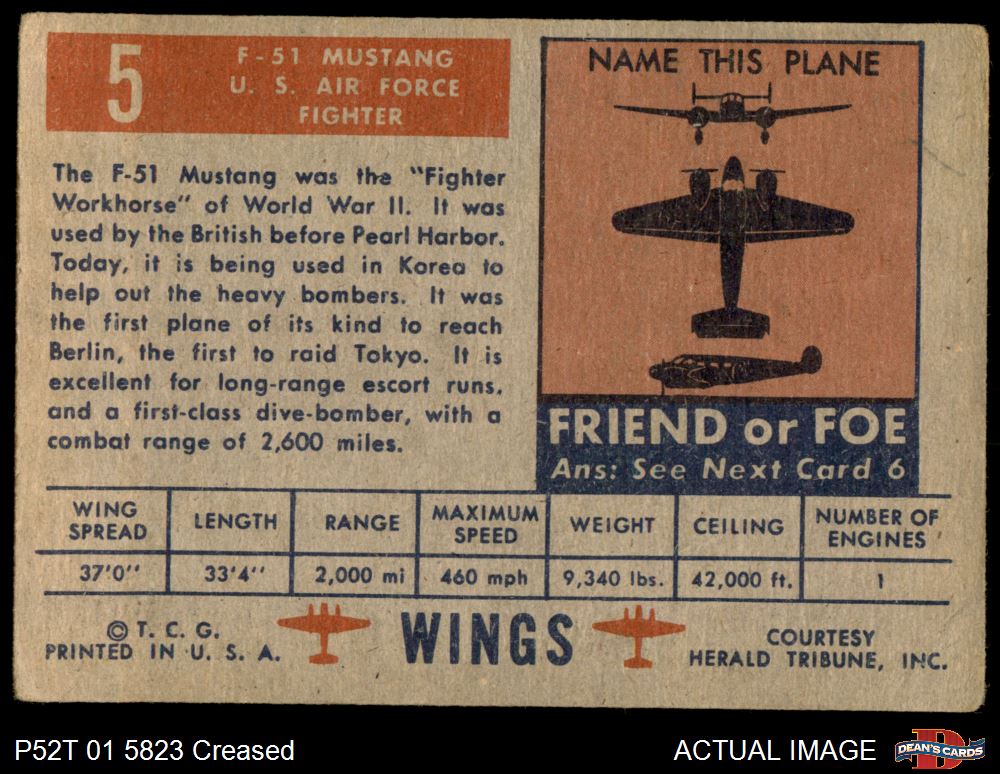 5
F-51 MUSTANG
U. S. AIR FORCE
FIGHTER
The F-51 Mustang was the "Fighter
Workhorse" of World War II. It was
used by the British before Pearl Harbor.
Today, it is being used in Korea to
help out the heavy bombers. It was
the first plane of its kind to reach
Berlin, the first to raid Tokyo. It is
excellent for long-range escort runs,
and a first-class dive-bomber, with a
combat range of 2,600 miles.
NAME THIS PLANE
FRIEND or FOE
Ans: See Next Card 6
WING SPREAD LENGTH RANGE MAXIMUM SPEED WEIGHT CEILING NUMBER OF ENGINES
37'0'' 33'4'' 2,000 mi 460 mph 9,340 lbs. 42,000 ft. 1
© T. C. G.
PRINTED IN U. S. A.
WINGS
COURTESY
HERALD TRIBUNE, INC.
P52T 01 5823 Creased
ACTUAL IMAGE
DEAN'S CARDS